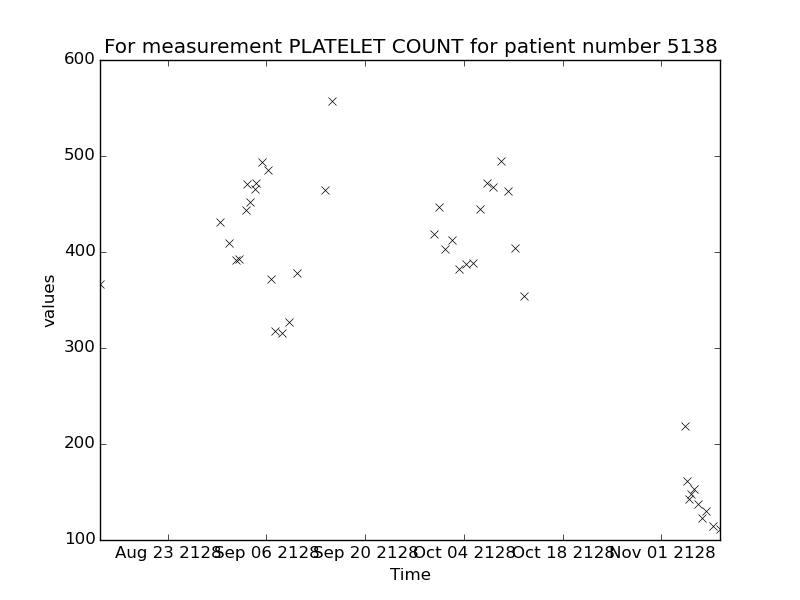 For measurement PLATELET COUNT for patient number 5138
600
500
400
300
200
100
values
Aug 23 2128 Sep 06 2128 Sep 20 2128 Oct 04 2128 Oct 18 2128 Nov 01 2128
Time